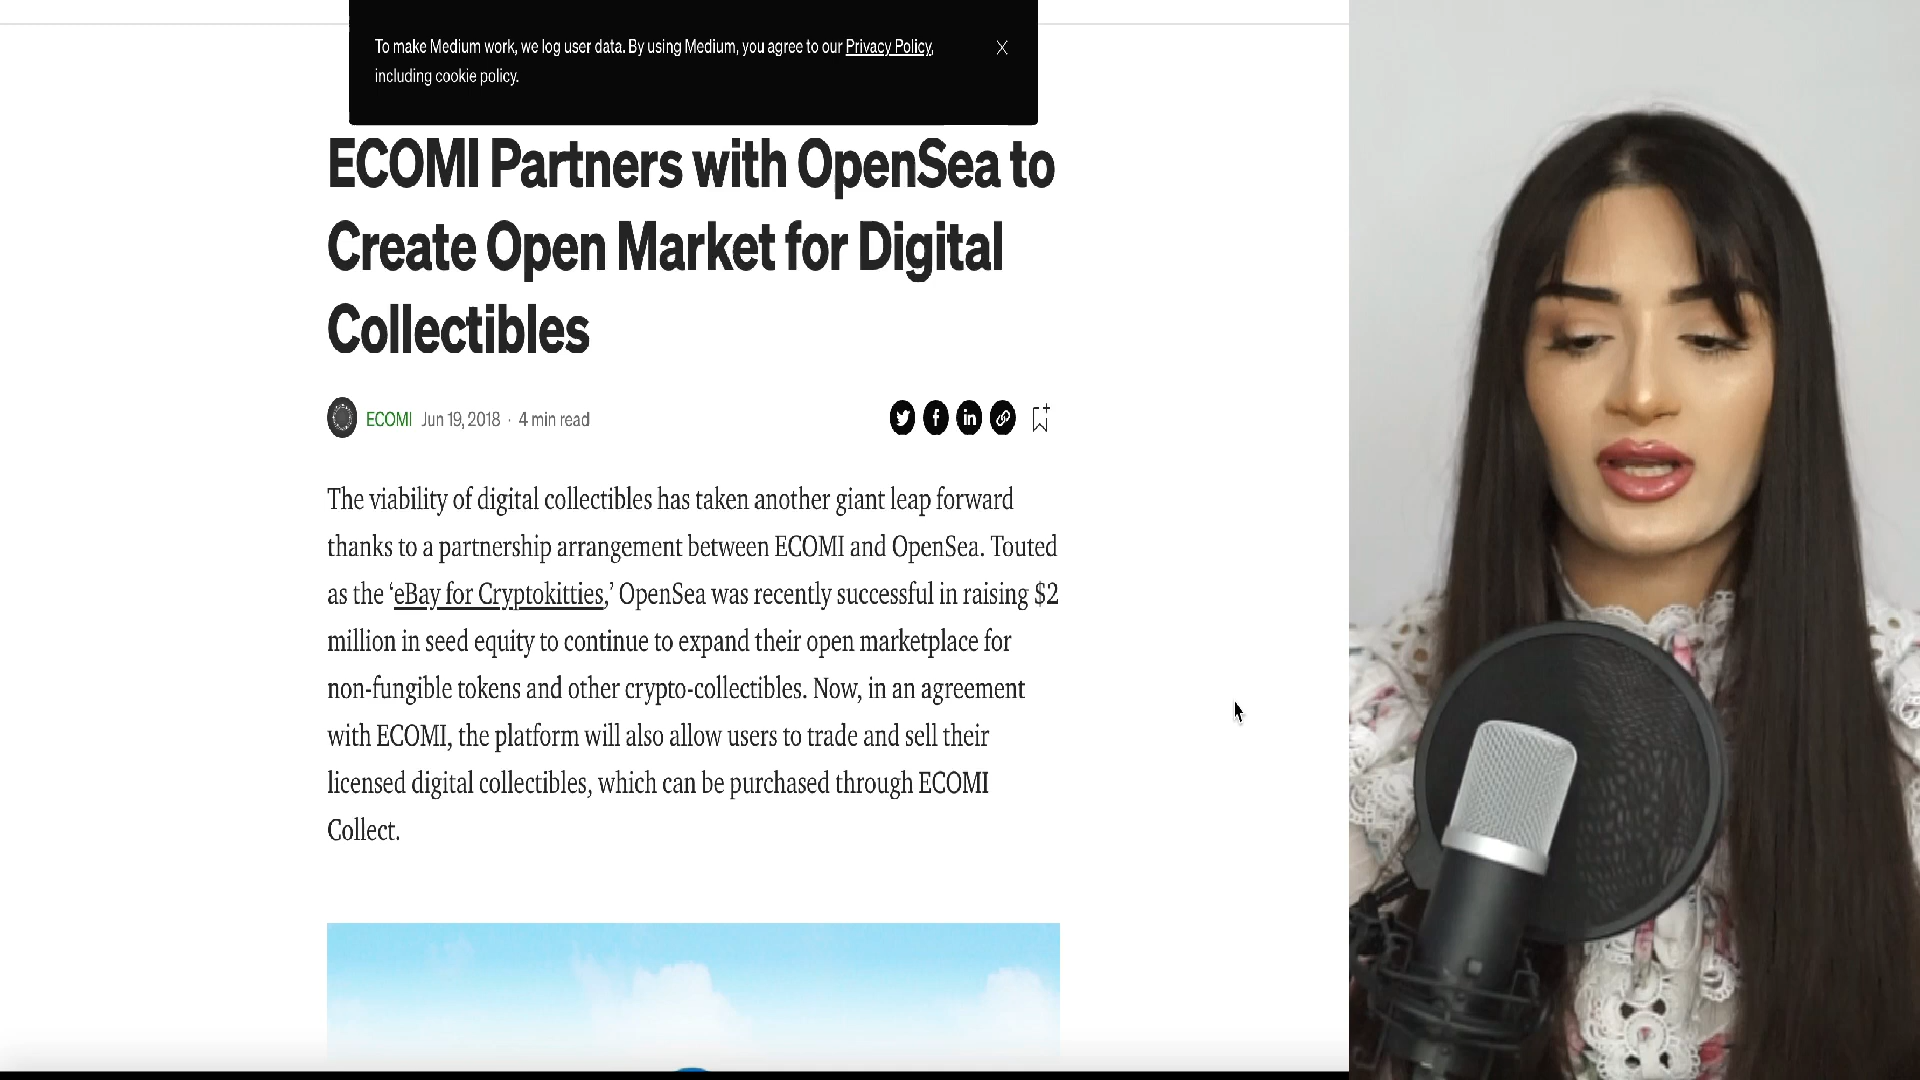 To make Medium work, we log user data. By using Medium, you agree to our Privacy Policy,
including cookie policy.
ECOMI Partners with OpenSea to
Create Open Market for Digital
Collectibles
ECOMI Jun 19, 2018 · 4 min read
The viability of digital collectibles has taken another giant leap forward
thanks to a partnership arrangement between ECOMI and OpenSea. Touted
as the ‘eBay for Cryptokitties,’ OpenSea was recently successful in raising $2
million in seed equity to continue to expand their open marketplace for
non-fungible tokens and other crypto-collectibles. Now, in an agreement
with ECOMI, the platform will also allow users to trade and sell their
licensed digital collectibles, which can be purchased through ECOMI
Collect.